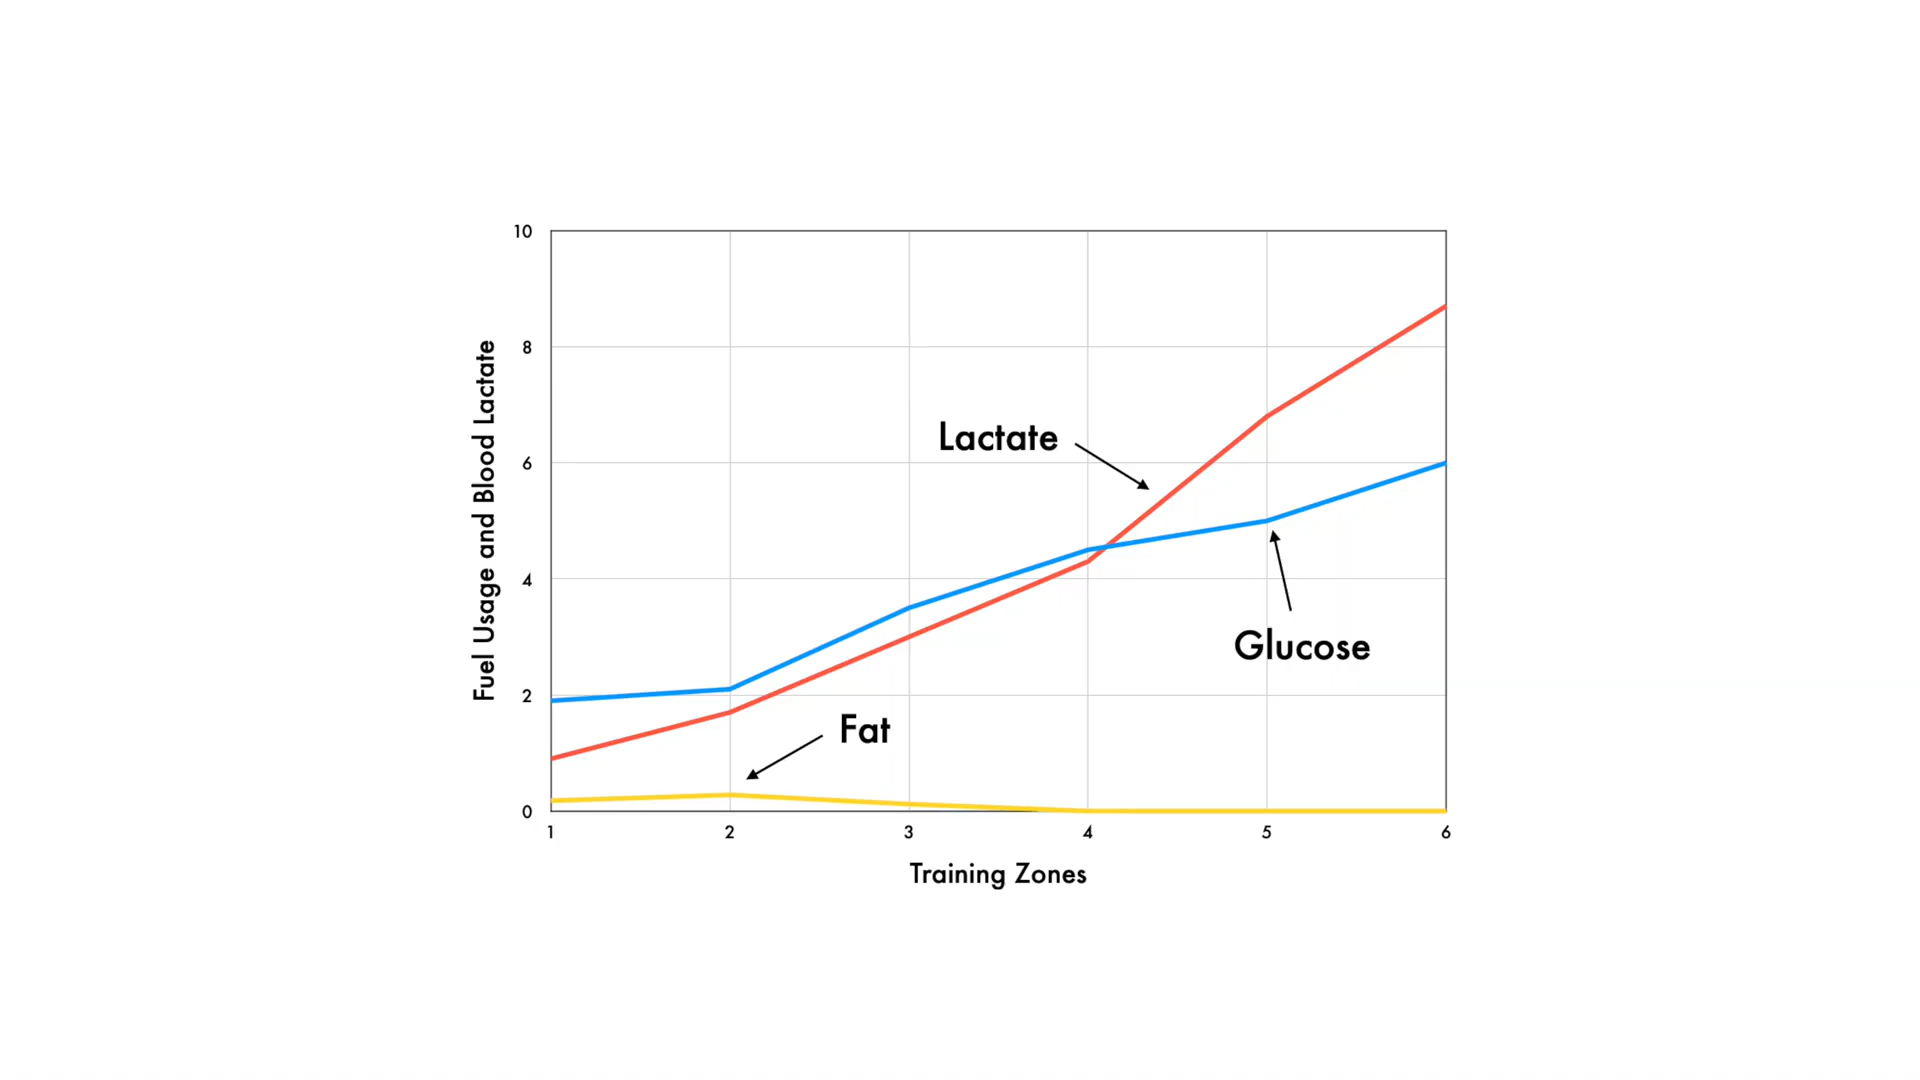 10
8
6
4
2
0
Fuel Usage and Blood Lactate
Lactate
Glucose
Fat
1 2 3 4 5 6
Training Zones